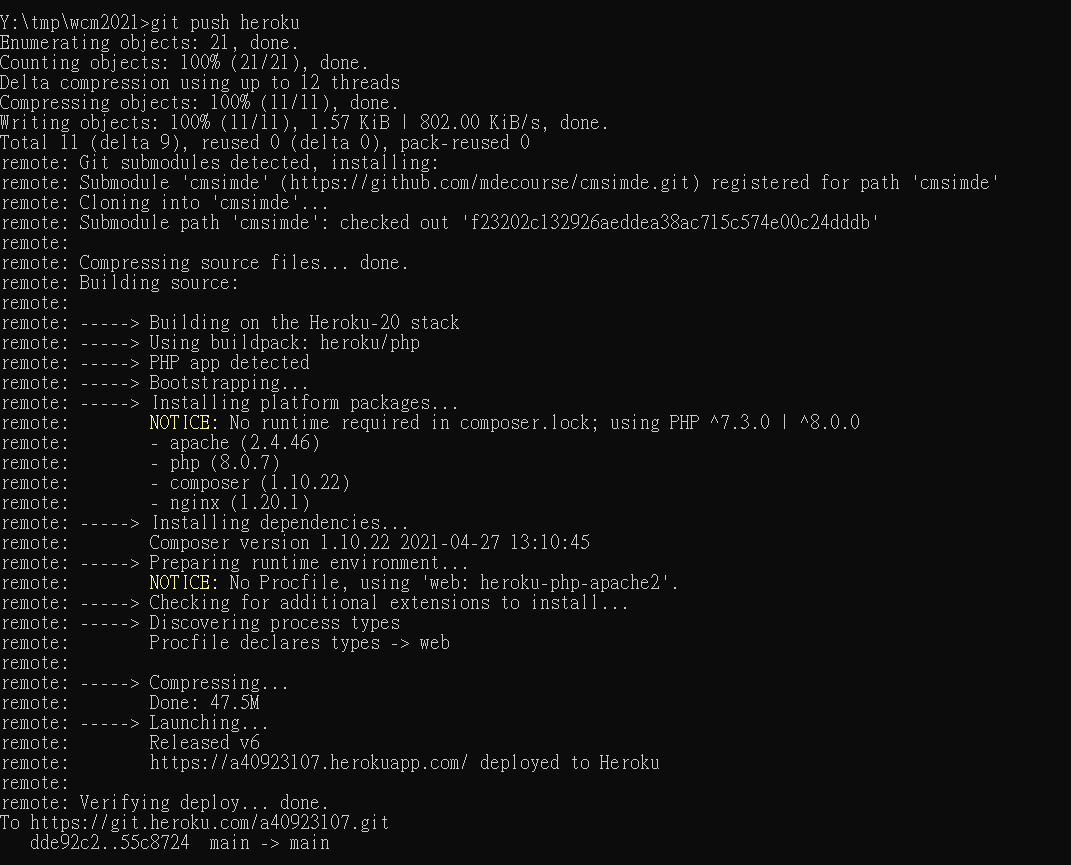 Y:\tmp\wcm2021>git push heroku
Enumerating objects: 21, done.
Counting objects: 100% (21/21), done.
Delta compression using up to 12 threads
Compressing objects: 100% (11/11), done.
Writing objects: 100% (11/11), 1.57 KiB | 802.00 KiB/s, done.
Total 11 (delta 9), reused 0 (delta 0), pack-reused 0
remote: Git submodules detected, installing:
remote: Submodule 'cmsimde' (https://github.com/mdecourse/cmsimde.git) registered for path 'cmsimde'
remote: Cloning into 'cmsimde'...
remote: Submodule path 'cmsimde': checked out 'f23202c132926aeddea38ac715c574e00c24dddb'
remote:
remote: Compressing source files... done.
remote: Building source:
remote:
remote: -----> Building on the Heroku-20 stack
remote: -----> Using buildpack: heroku/php
remote: -----> PHP app detected
remote: -----> Bootstrapping...
remote: -----> Installing platform packages...
remote:        NOTICE: No runtime required in composer.lock; using PHP ^7.3.0 | ^8.0.0
remote:        - apache (2.4.46)
remote:        - php (8.0.7)
remote:        - composer (1.10.22)
remote:        - nginx (1.20.1)
remote: -----> Installing dependencies...
remote:        Composer version 1.10.22 2021-04-27 13:10:45
remote: -----> Preparing runtime environment...
remote:        NOTICE: No Procfile, using 'web: heroku-php-apache2'.
remote: -----> Checking for additional extensions to install...
remote: -----> Discovering process types
remote:        Procfile declares types -> web
remote:
remote: -----> Compressing...
remote:        Done: 47.5M
remote: -----> Launching...
remote:        Released v6
remote:        https://a40923107.herokuapp.com/ deployed to Heroku
remote:
remote: Verifying deploy... done.
To https://git.heroku.com/a40923107.git
   dde92c2..55c8724  main -> main